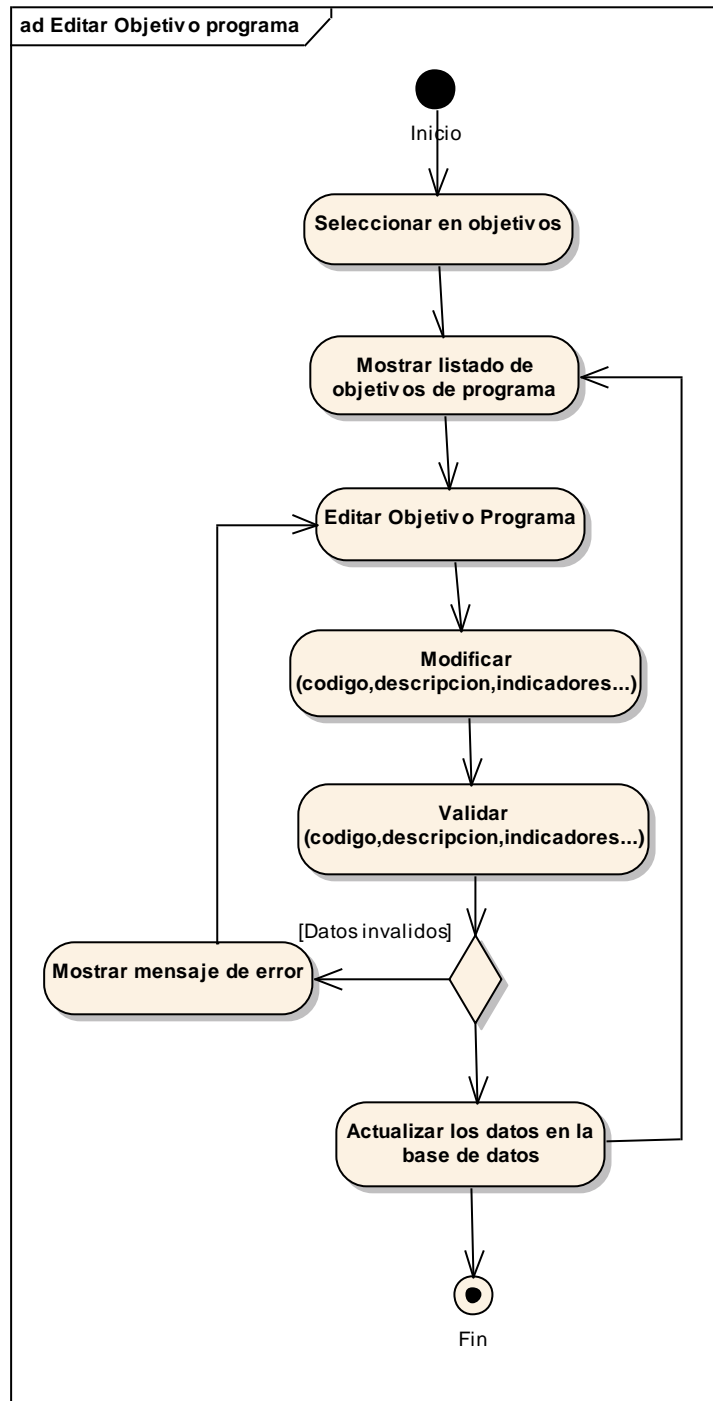 ad Editar Objetivo programa
Inicio
Seleccionar en objetivos
Mostrar listado de
objetivos de programa
Editar Objetivo Programa
Modificar
(codigo,descripcion,indicadores...)
Validar
(codigo,descripcion,indicadores...)
[Datos invalidos]
Mostrar mensaje de error
Actualizar los datos en la
base de datos
Fin